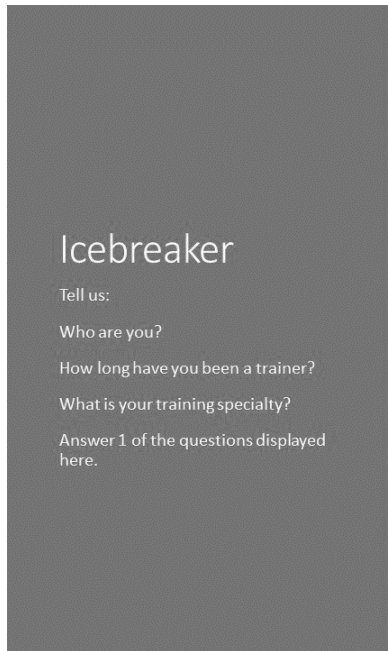 Icebreaker
Tell us:
Who are you?
How long have you been a trainer?
What is your training specialty?
Answer 1 of the questions displayed
here.